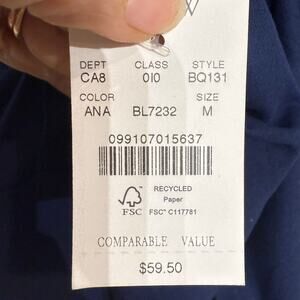 DEPT CLASS STYLE
CA8 010 BQ131
COLOR SIZE
ANA BL7232 M
099107015637
RECYCLED
Paper
FSC FSC® C117781
COMPARABLE VALUE
$59.50